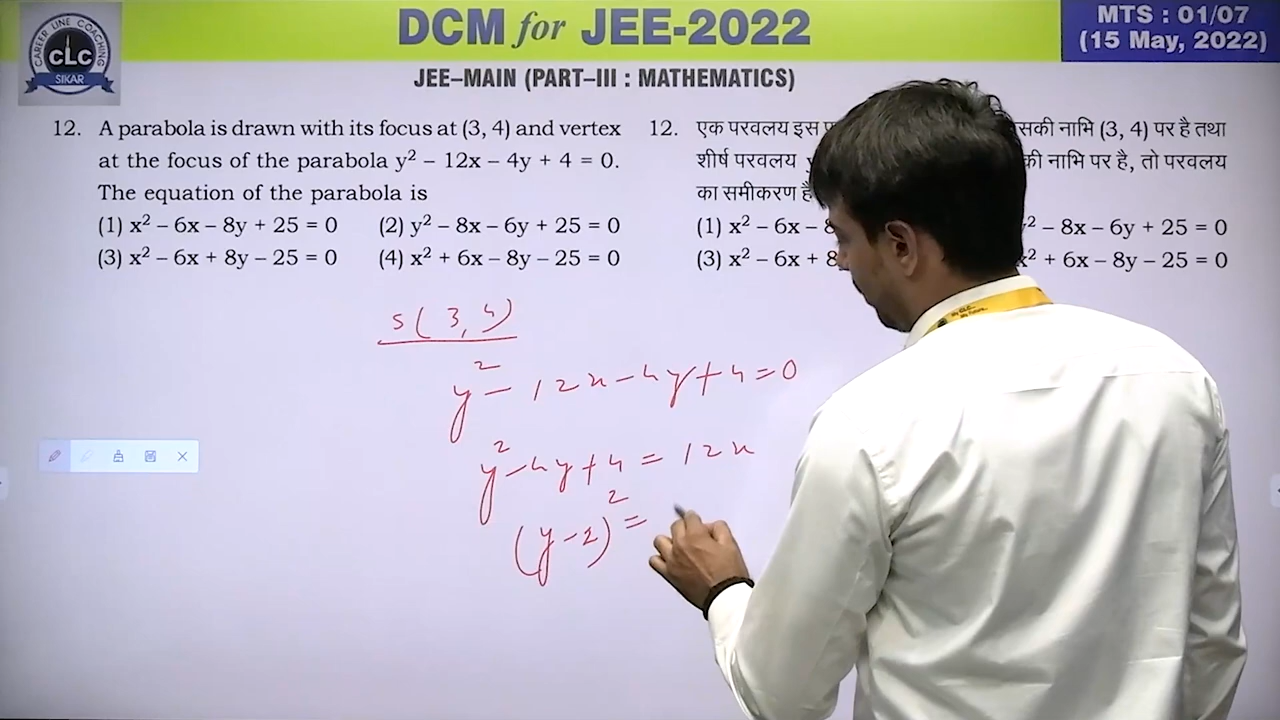 CAREER LINE COACHING
CLC
SIKAR
DCM for JEE-2022
MTS : 01/07
(15 May, 2022)
JEE–MAIN (PART–III : MATHEMATICS)
12. A parabola is drawn with its focus at (3, 4) and vertex
at the focus of the parabola y² – 12x – 4y + 4 = 0.
The equation of the parabola is
(1) x² – 6x – 8y + 25 = 0 (2) y² – 8x – 6y + 25 = 0
(3) x² – 6x + 8y – 25 = 0 (4) x² + 6x – 8y – 25 = 0
12. एक परवलय इस सकी नाभि (3, 4) पर है तथा
शीर्ष परवलय की नाभि पर है, तो परवलय
का समीकरण है
(1) x² – 6x – 8 y² – 8x – 6y + 25 = 0
(3) x² – 6x + 8 x² + 6x – 8y – 25 = 0
S(3, 4)
y² – 12x – 4y + 4 = 0
y² – 4y + 4 = 12x
(y – 2)² =